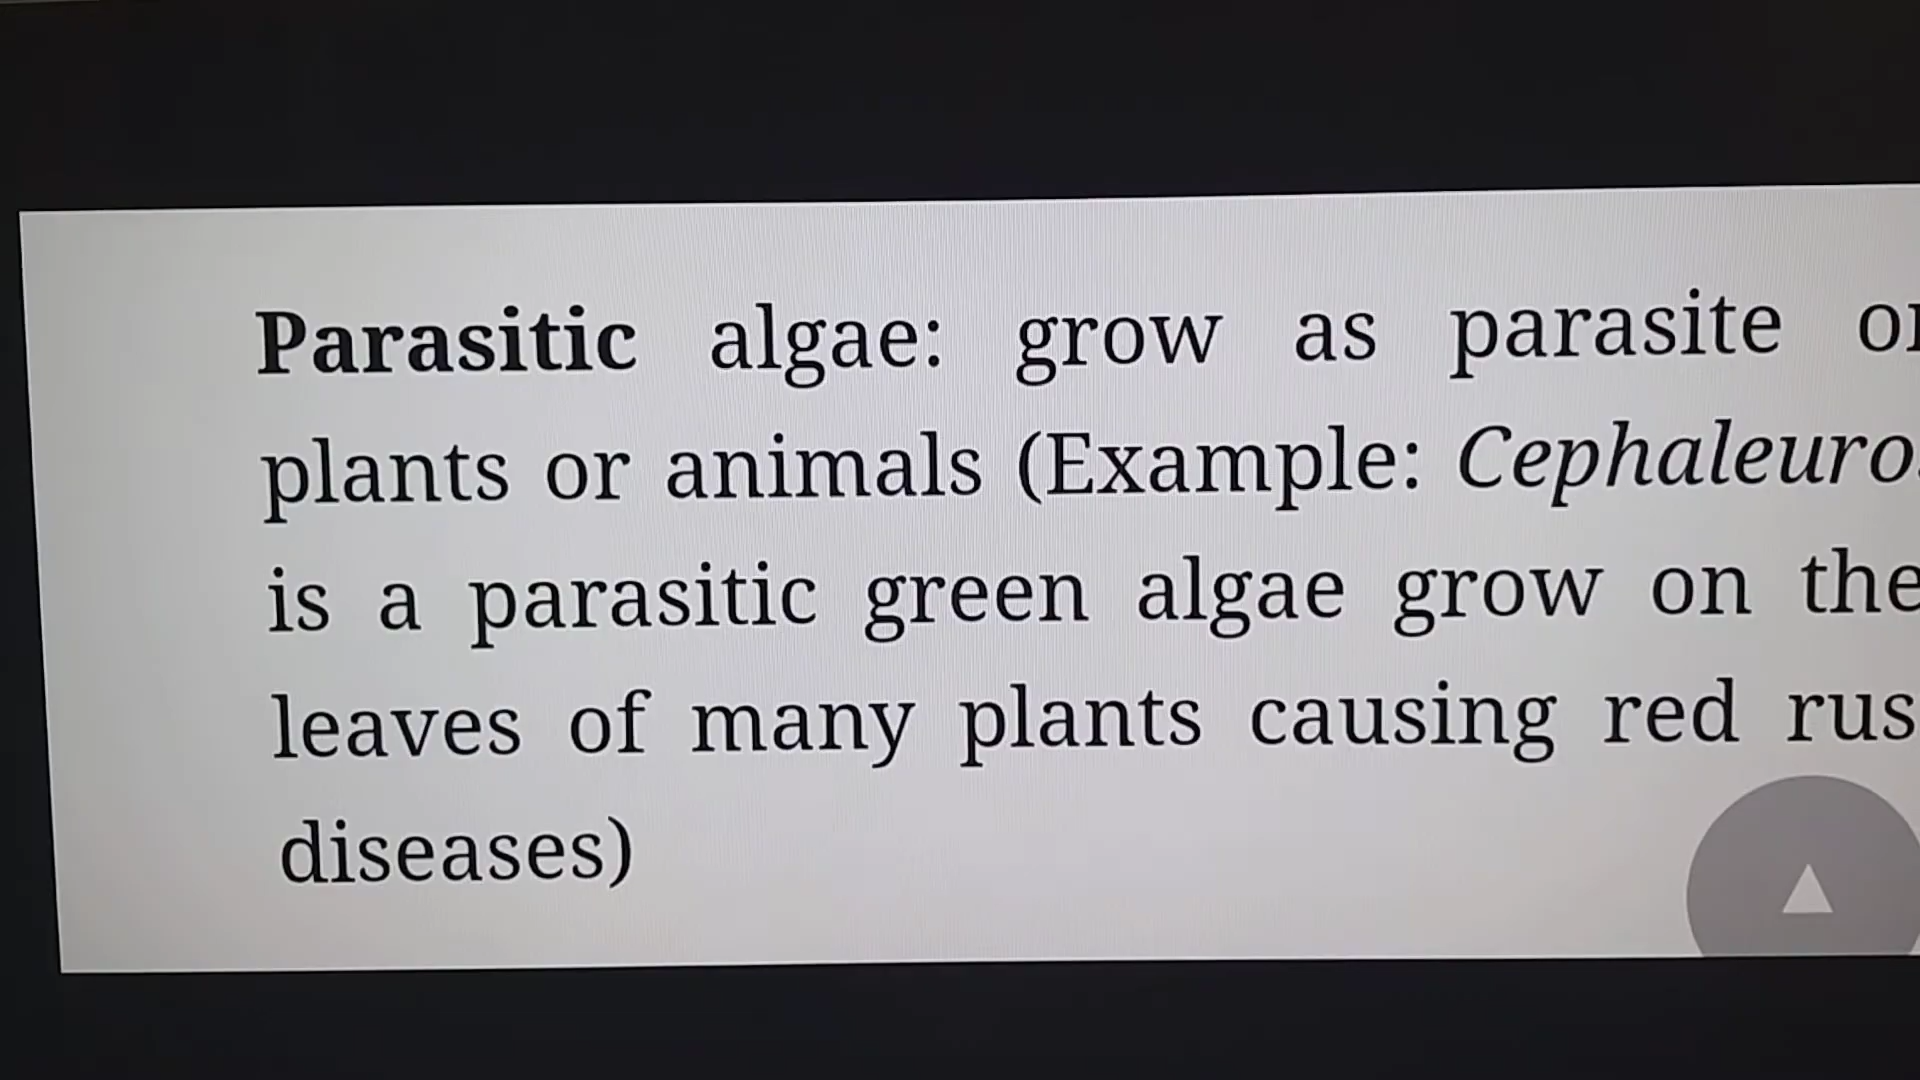 Parasitic algae: grow as parasite
plants or animals (Example:
is a parasitic green algae grow on the
leaves of many plants causing red
diseases)